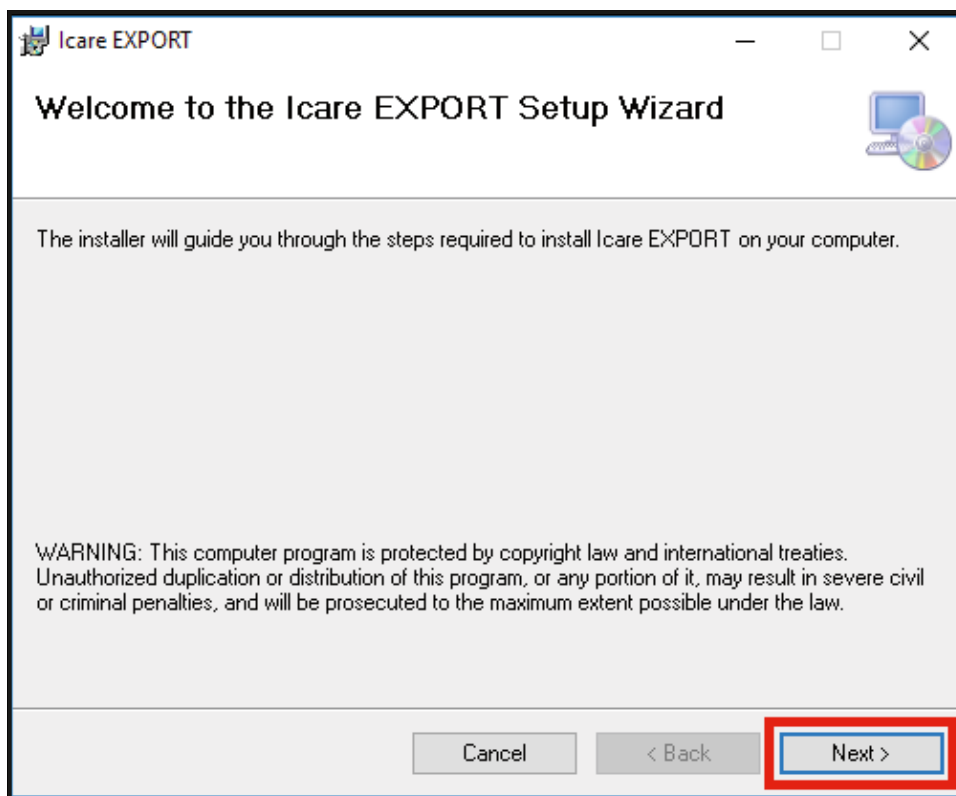 Icare EXPORT
Welcome to the Icare EXPORT Setup Wizard
The installer will guide you through the steps required to install Icare EXPORT on your computer.
WARNING: This computer program is protected by copyright law and international treaties.
Unauthorized duplication or distribution of this program, or any portion of it, may result in severe civil
or criminal penalties, and will be prosecuted to the maximum extent possible under the law.
Cancel < Back Next >